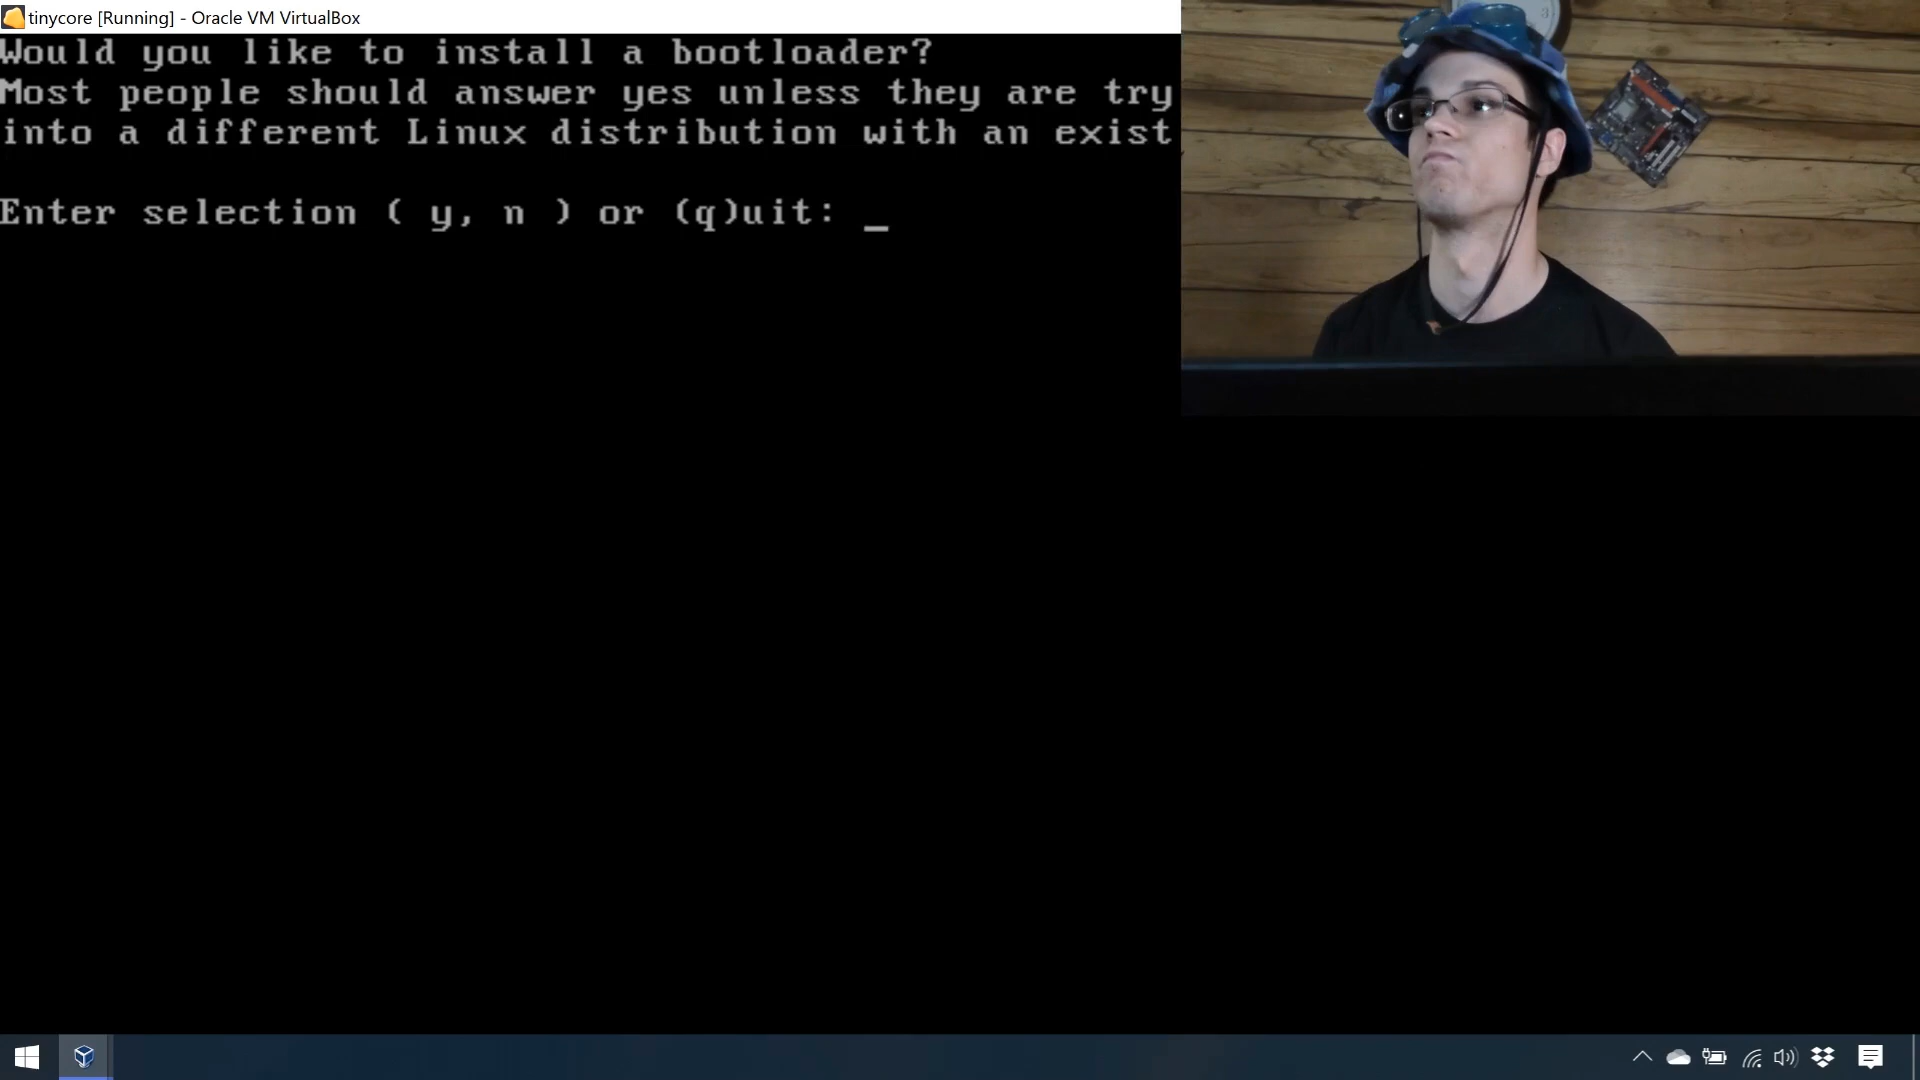 tinycore [Running] - Oracle VM VirtualBox
Would you like to install a bootloader?
Most people should answer yes unless they are try
into a different Linux distribution with an exist
Enter selection ( y, n ) or (q)uit: _